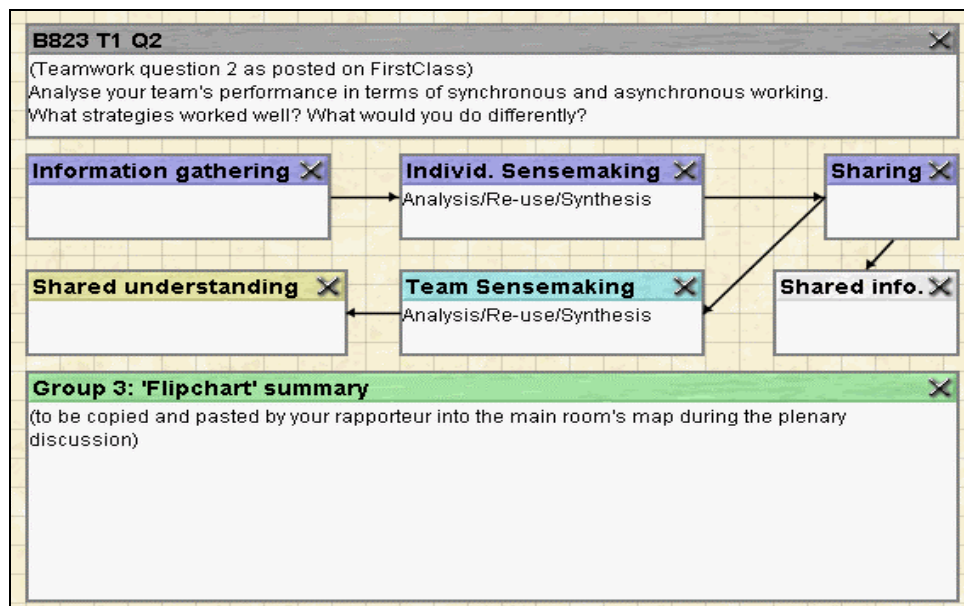 B823 T1 Q2
(Teamwork question 2 as posted on FirstClass)
Analyse your team's performance in terms of synchronous and asynchronous working.
What strategies worked well? What would you do differently?
Information gathering
Individ. Sensemaking
Sharing
Analysis/Re-use/Synthesis
Shared understanding
Team Sensemaking
Shared info.
Analysis/Re-use/Synthesis
Group 3: 'Flipchart' summary
(to be copied and pasted by your rapporteur into the main room's map during the plenary
discussion)